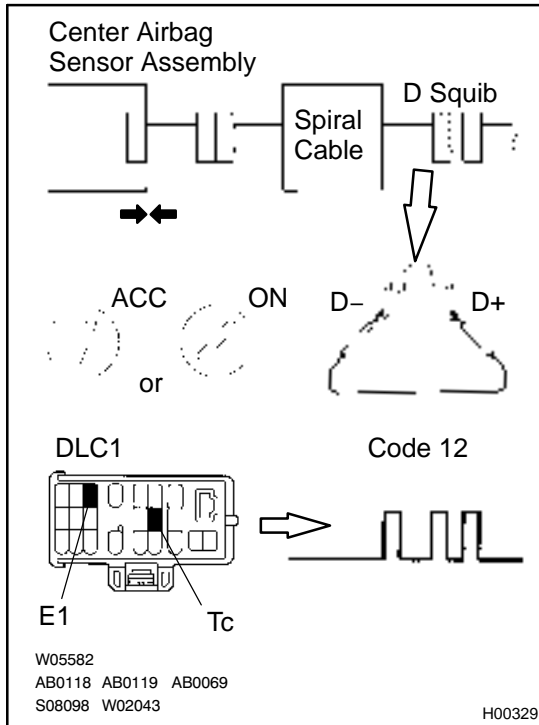 Center Airbag
Sensor Assembly
D Squib
Spiral
Cable
ACC
ON
D−
D+
or
DLC1
Code 12
E1
Tc
W05582
AB0118 AB0119 AB0069
S08098 W02043
H00329